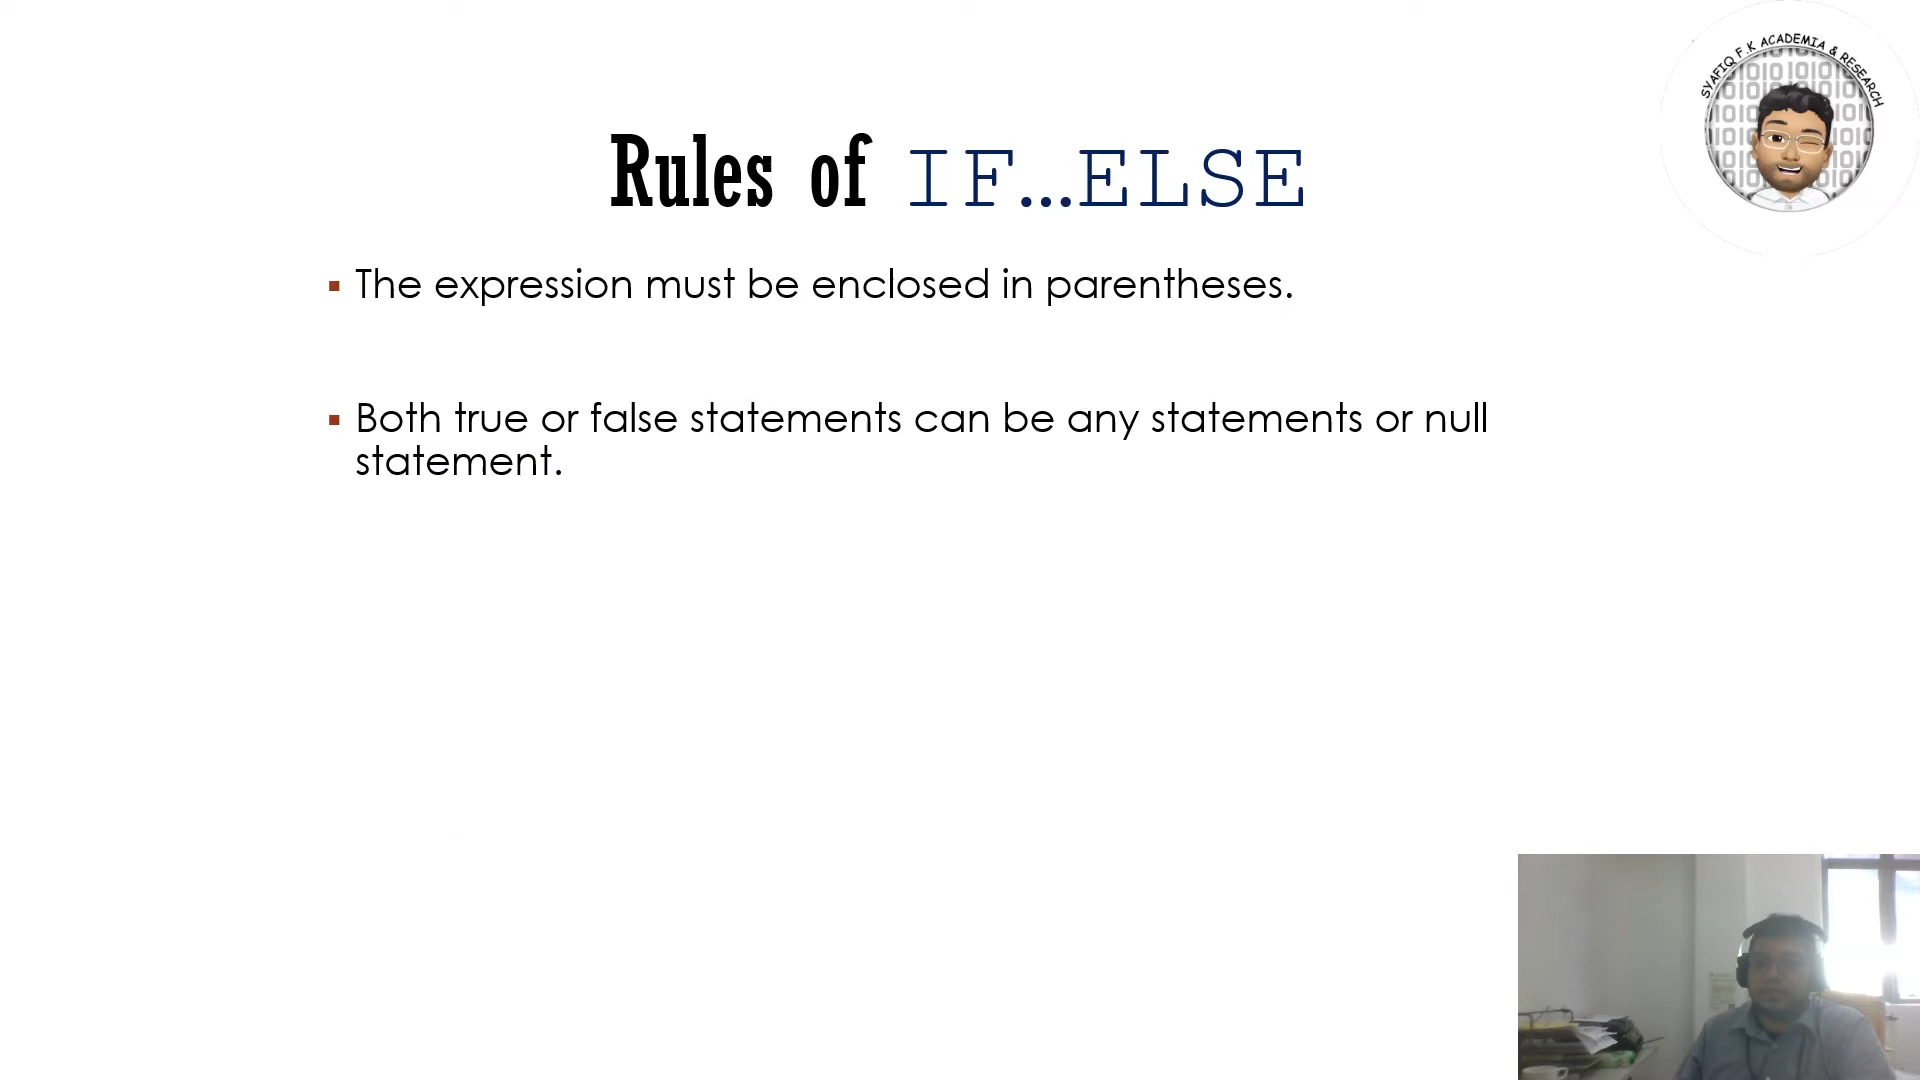 SYAFIQ F.K ACADEMIA & RESEARCH
Rules of IF…ELSE
▪ The expression must be enclosed in parentheses.
▪ Both true or false statements can be any statements or null
statement.